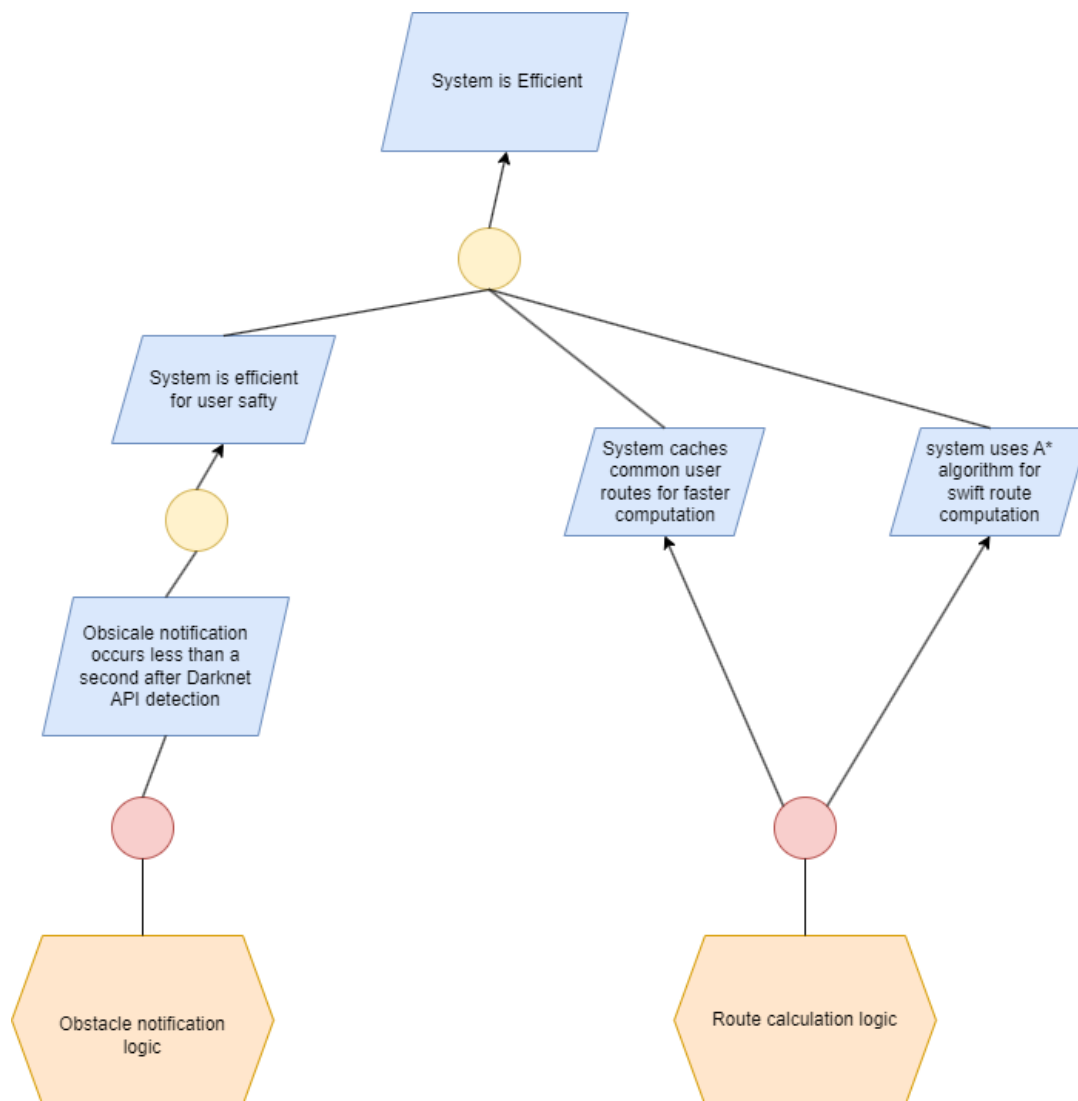 System is Efficient
System is efficient
for user safty
System caches
common user
routes for faster
computation
system uses A*
algorithm for
swift route
computation
Obsicale notification
occurs less than a
second after Darknet
API detection
Obstacle notification
logic
Route calculation logic